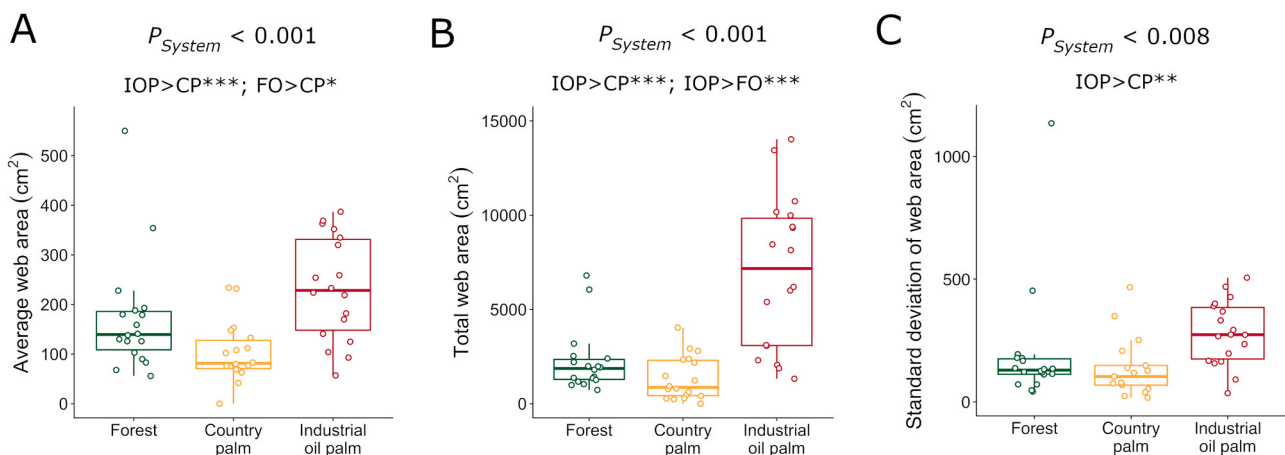 A
P_System < 0.001
IOP>CP***; FO>CP*
Average web area (cm²)
500
400
300
200
100
0
Forest
Country
palm
Industrial
oil palm
B
P_System < 0.001
IOP>CP***; IOP>FO***
Total web area (cm²)
15000
10000
5000
0
Forest
Country
palm
Industrial
oil palm
C
P_System < 0.008
IOP>CP**
Standard deviation of web area (cm²)
1000
500
0
Forest
Country
palm
Industrial
oil palm